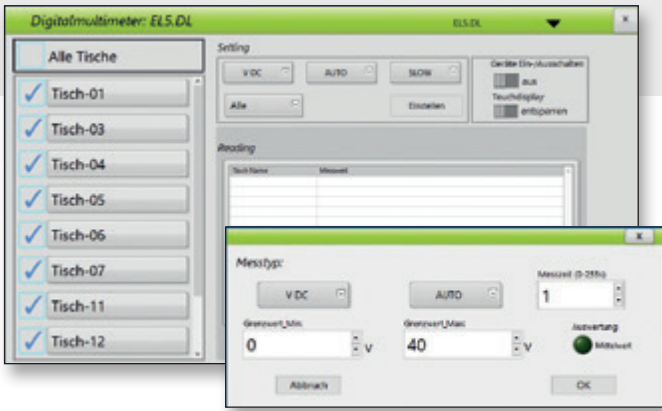 Digitalmultimeter: ELS.DL
ELS.DL
x
Alle Tische
Tisch-01
Tisch-03
Tisch-04
Tisch-05
Tisch-06
Tisch-07
Tisch-11
Tisch-12
Setting
V DC
AUTO
SLOW
Alle
Einstellen
Geräte Ein-/Ausschalten
aus
Touchdisplay
entsperren
Reading
Tisch Name Messwert
x
Messtyp:
V DC
AUTO
Messzeit (0-255s)
1
Grenzwert_Min
0 V
Grenzwert_Max
40 V
Auswertung
Mittelwert
Abbruch
OK